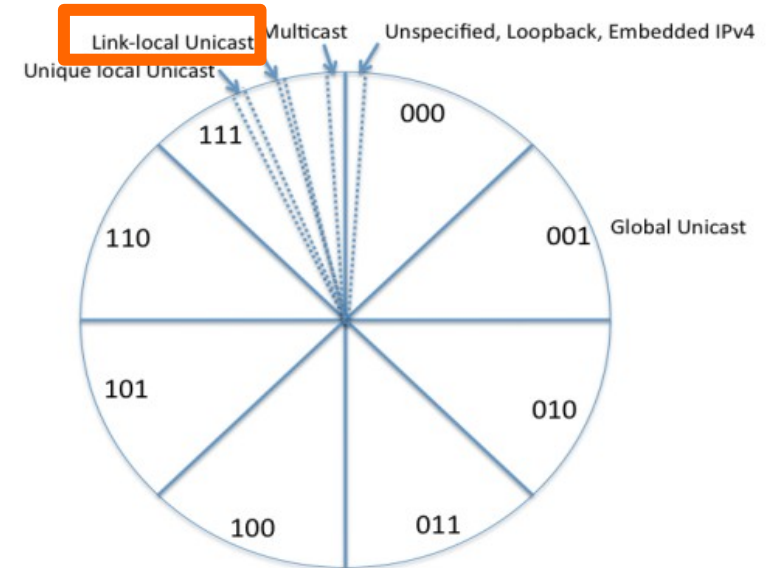 Link-local Unicast
Multicast
Unspecified, Loopback, Embedded IPv4
Unique local Unicast
111
000
110
001
Global Unicast
101
010
100
011